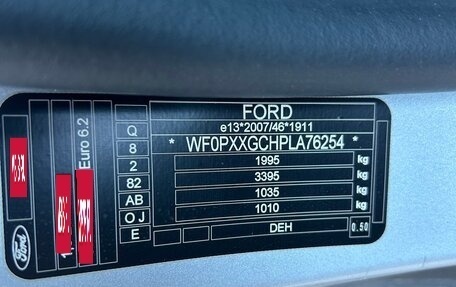 FORD
e13*2007/46*1911
* WF0PXXGCHPLA76254 *
1995 kg
3395 kg
1035 kg
1010 kg
DEH 0.50
Q
8
2
82
AB
O J
E
Euro 6.2
Ford